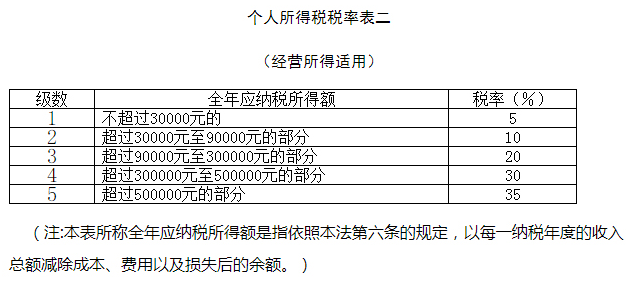 个人所得税税率表二
（经营所得适用）
级数 全年应纳税所得额 税率（%）
1 不超过30000元的 5
2 超过30000元至90000元的部分 10
3 超过90000元至300000元的部分 20
4 超过300000元至500000元的部分 30
5 超过500000元的部分 35
（注:本表所称全年应纳税所得额是指依照本法第六条的规定，以每一纳税年度的收入
总额减除成本、费用以及损失后的余额。）